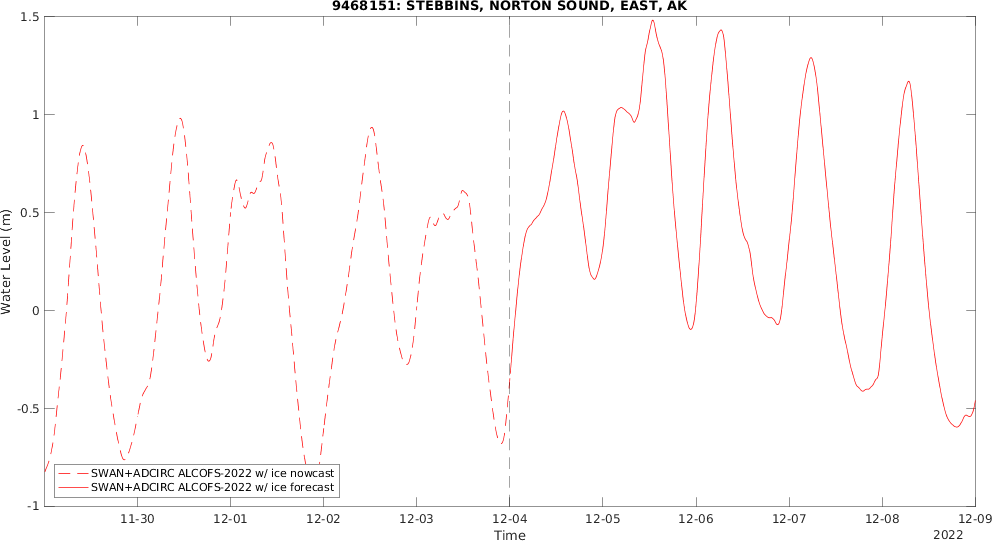 9468151: STEBBINS, NORTON SOUND, EAST, AK
Water Level (m)
1.5
1
0.5
0
-0.5
-1
SWAN+ADCIRC ALCOFS-2022 w/ ice nowcast
SWAN+ADCIRC ALCOFS-2022 w/ ice forecast
11-30 12-01 12-02 12-03 12-04 12-05 12-06 12-07 12-08 12-09
Time
2022